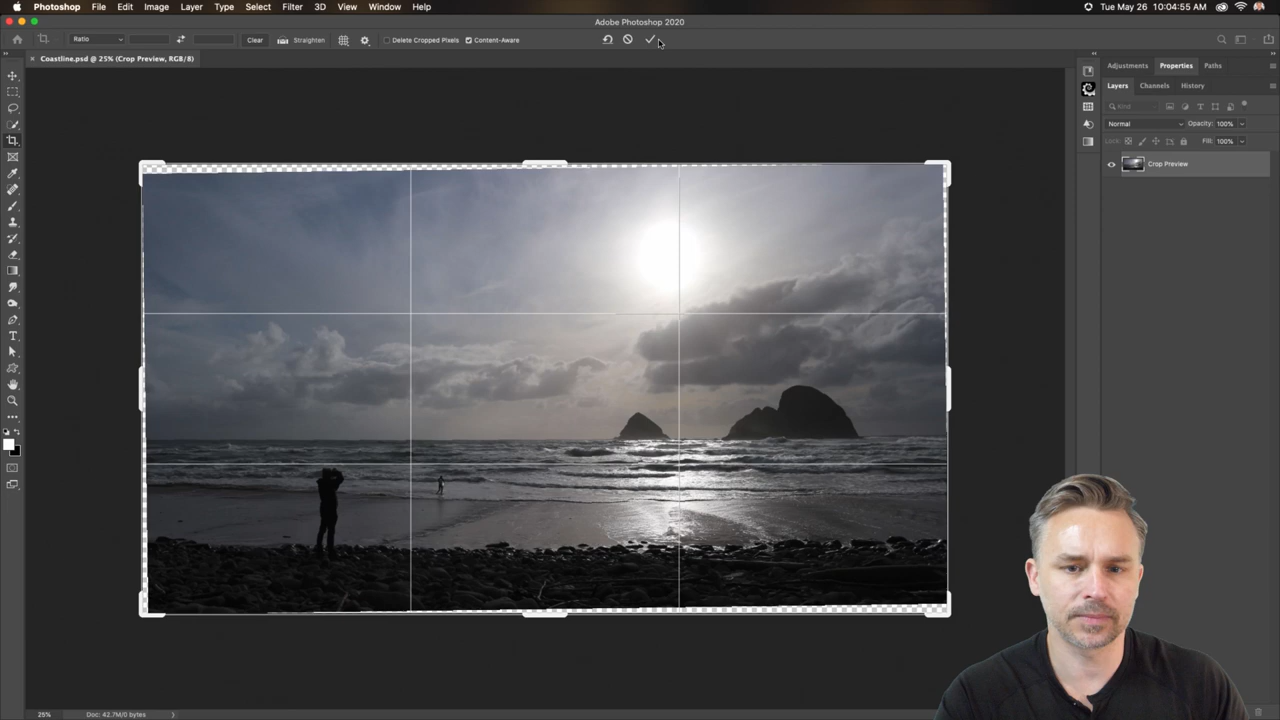 Photoshop File Edit Image Layer Type Select Filter 3D View Window Help Tue May 26 10:04:55 AM
Adobe Photoshop 2020
Ratio Clear Straighten Delete Cropped Pixels Content-Aware
× Coastline.psd @ 25% (Crop Preview, RGB/8)
Adjustments Properties Paths
Layers Channels History
Kind
Normal Opacity: 100%
Lock: Fill: 100%
Crop Preview
25% Doc: 42.7M/0 bytes